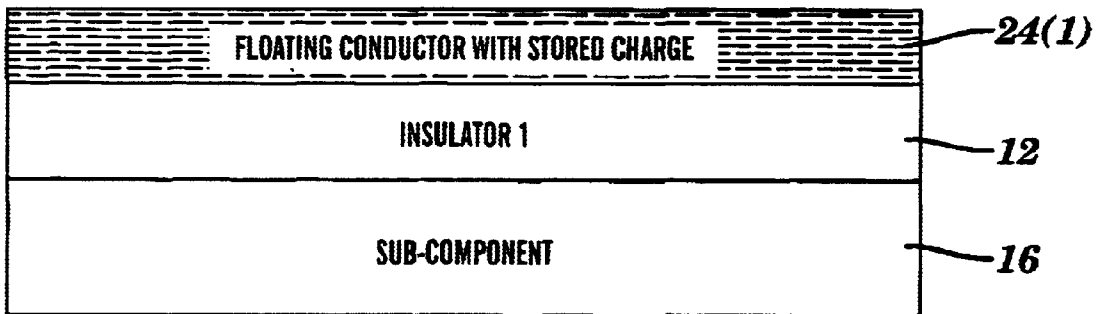 FLOATING CONDUCTOR WITH STORED CHARGE 24(1)
INSULATOR 1 12
SUB-COMPONENT 16